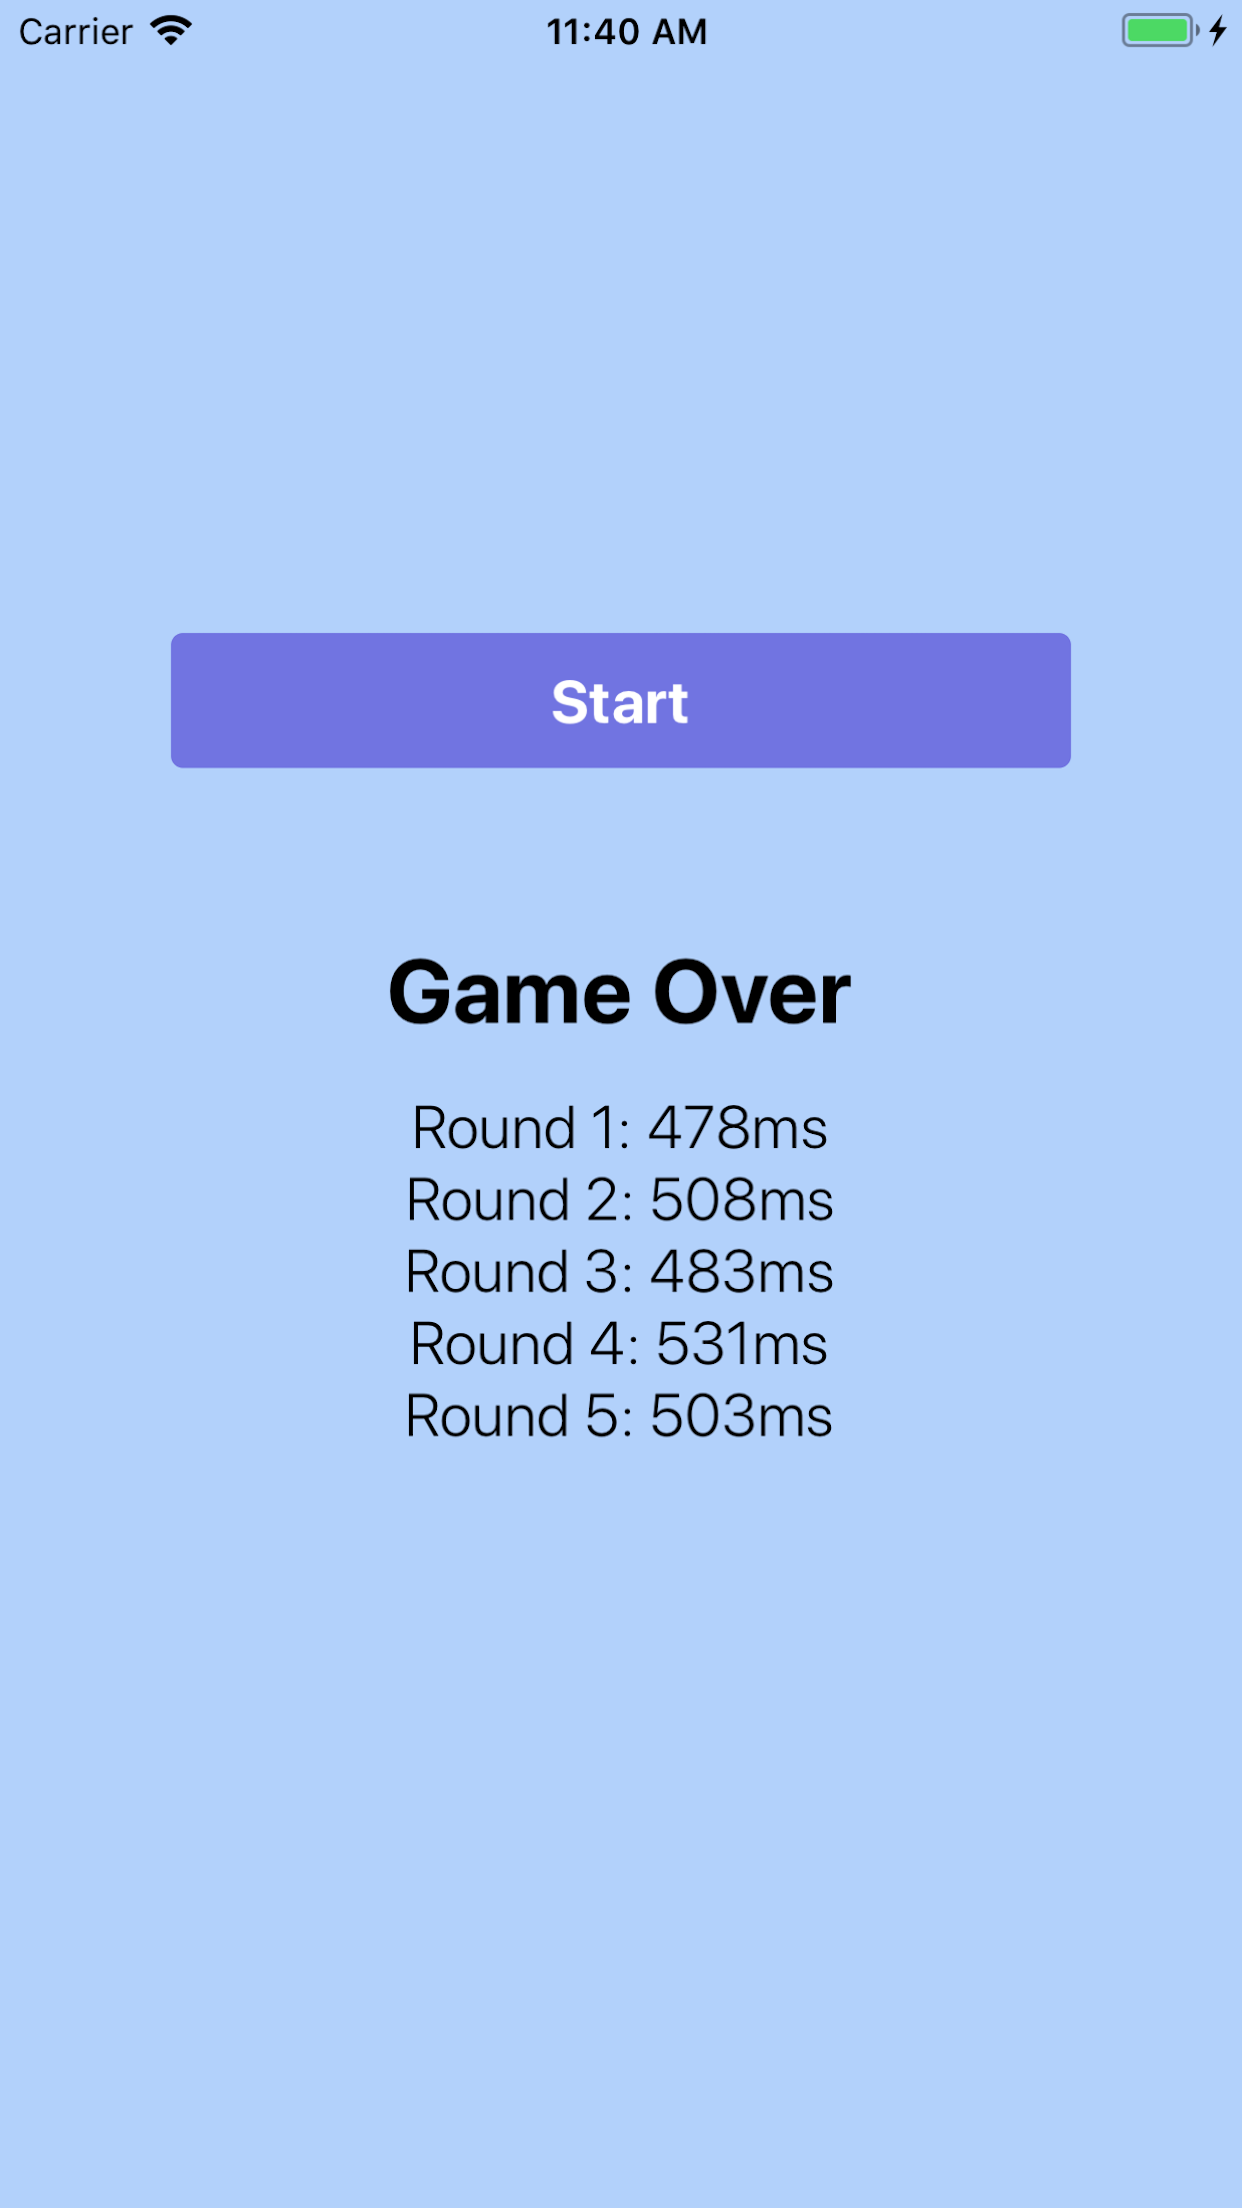 Carrier 11:40 AM
Start
Game Over
Round 1: 478ms
Round 2: 508ms
Round 3: 483ms
Round 4: 531ms
Round 5: 503ms